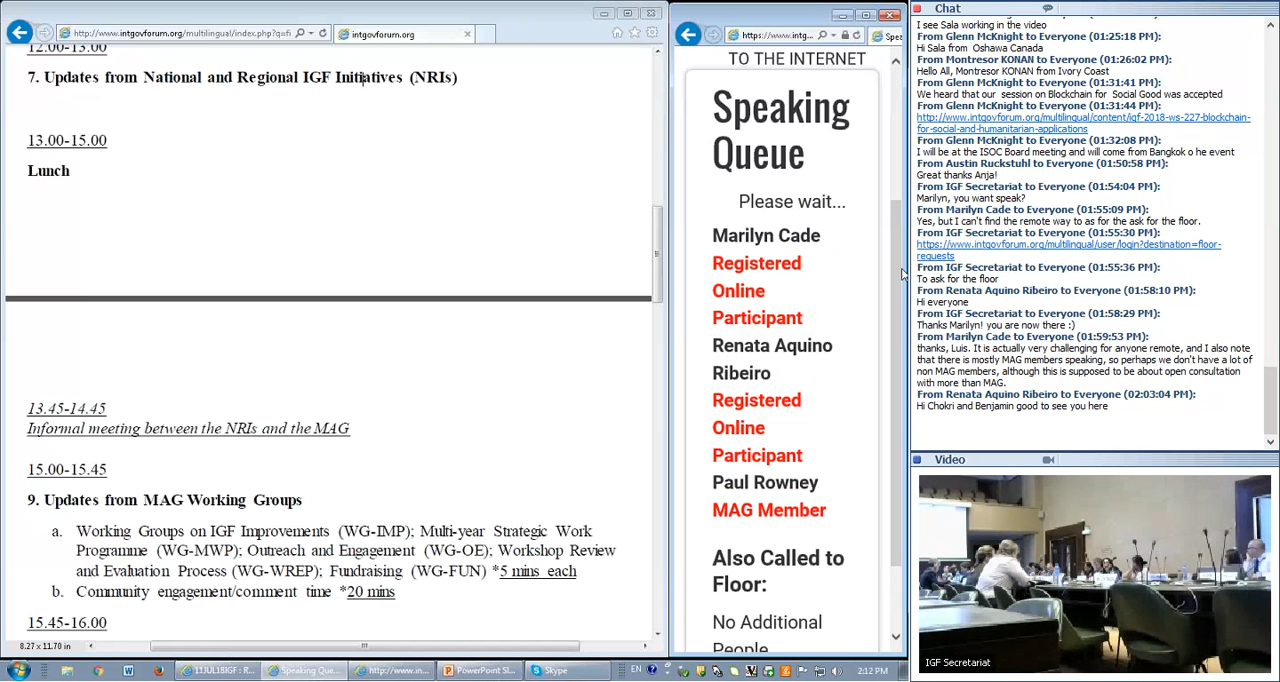 http://www.intgovforum.org/multilingual/index.php?q=fi
intgovforum.org
12.00-13.00
7. Updates from National and Regional IGF Initiatives (NRIs)
13.00-15.00
Lunch
13.45-14.45
Informal meeting between the NRIs and the MAG
15.00-15.45
9. Updates from MAG Working Groups
a. Working Groups on IGF Improvements (WG-IMP); Multi-year Strategic Work
Programme (WG-MWP); Outreach and Engagement (WG-OE); Workshop Review
and Evaluation Process (WG-WREP); Fundraising (WG-FUN) *5 mins each
b. Community engagement/comment time *20 mins
15.45-16.00
8.27 x 11.70 in
https://www.intg...
Spe
TO THE INTERNET
Speaking
Queue
Please wait...
Marilyn Cade
Registered
Online
Participant
Renata Aquino
Ribeiro
Registered
Online
Participant
Paul Rowney
MAG Member
Also Called to
Floor:
No Additional
People
Chat
I see Sala working in the video
From Glenn McKnight to Everyone (01:25:18 PM):
Hi Sala from Oshawa Canada
From Montresor KONAN to Everyone (01:26:02 PM):
Hello All, Montresor KONAN from Ivory Coast
From Glenn McKnight to Everyone (01:31:41 PM):
We heard that our session on Blockchain for Social Good was accepted
From Glenn McKnight to Everyone (01:31:44 PM):
http://www.intgovforum.org/multilingual/content/igf-2018-ws-227-blockchain-
for-social-and-humanitarian-applications
From Glenn McKnight to Everyone (01:32:08 PM):
I will be at the ISOC Board meeting and will come from Bangkok o he event
From Austin Ruckstuhl to Everyone (01:50:58 PM):
Great thanks Anja!
From IGF Secretariat to Everyone (01:54:04 PM):
Marilyn, you want speak?
From Marilyn Cade to Everyone (01:55:09 PM):
Yes, but I can't find the remote way to as for the ask for the floor.
From IGF Secretariat to Everyone (01:55:30 PM):
https://www.intgovforum.org/multilingual/user/login?destination=floor-
requests
From IGF Secretariat to Everyone (01:55:36 PM):
To ask for the floor
From Renata Aquino Ribeiro to Everyone (01:58:10 PM):
Hi everyone
From IGF Secretariat to Everyone (01:58:29 PM):
Thanks Marilyn! you are now there :)
From Marilyn Cade to Everyone (01:59:53 PM):
thanks, Luis. It is actually very challenging for anyone remote, and I also note
that there is mostly MAG members speaking, so perhaps we don't have a lot of
non MAG members, although this is supposed to be about open consultation
with more than MAG.
From Renata Aquino Ribeiro to Everyone (02:03:04 PM):
Hi Chokri and Benjamin good to see you here
Video
IGF Secretariat
11JUL18IGF : R...
Speaking Que...
http://www.in...
PowerPoint Sl...
Skype
EN
2:12 PM